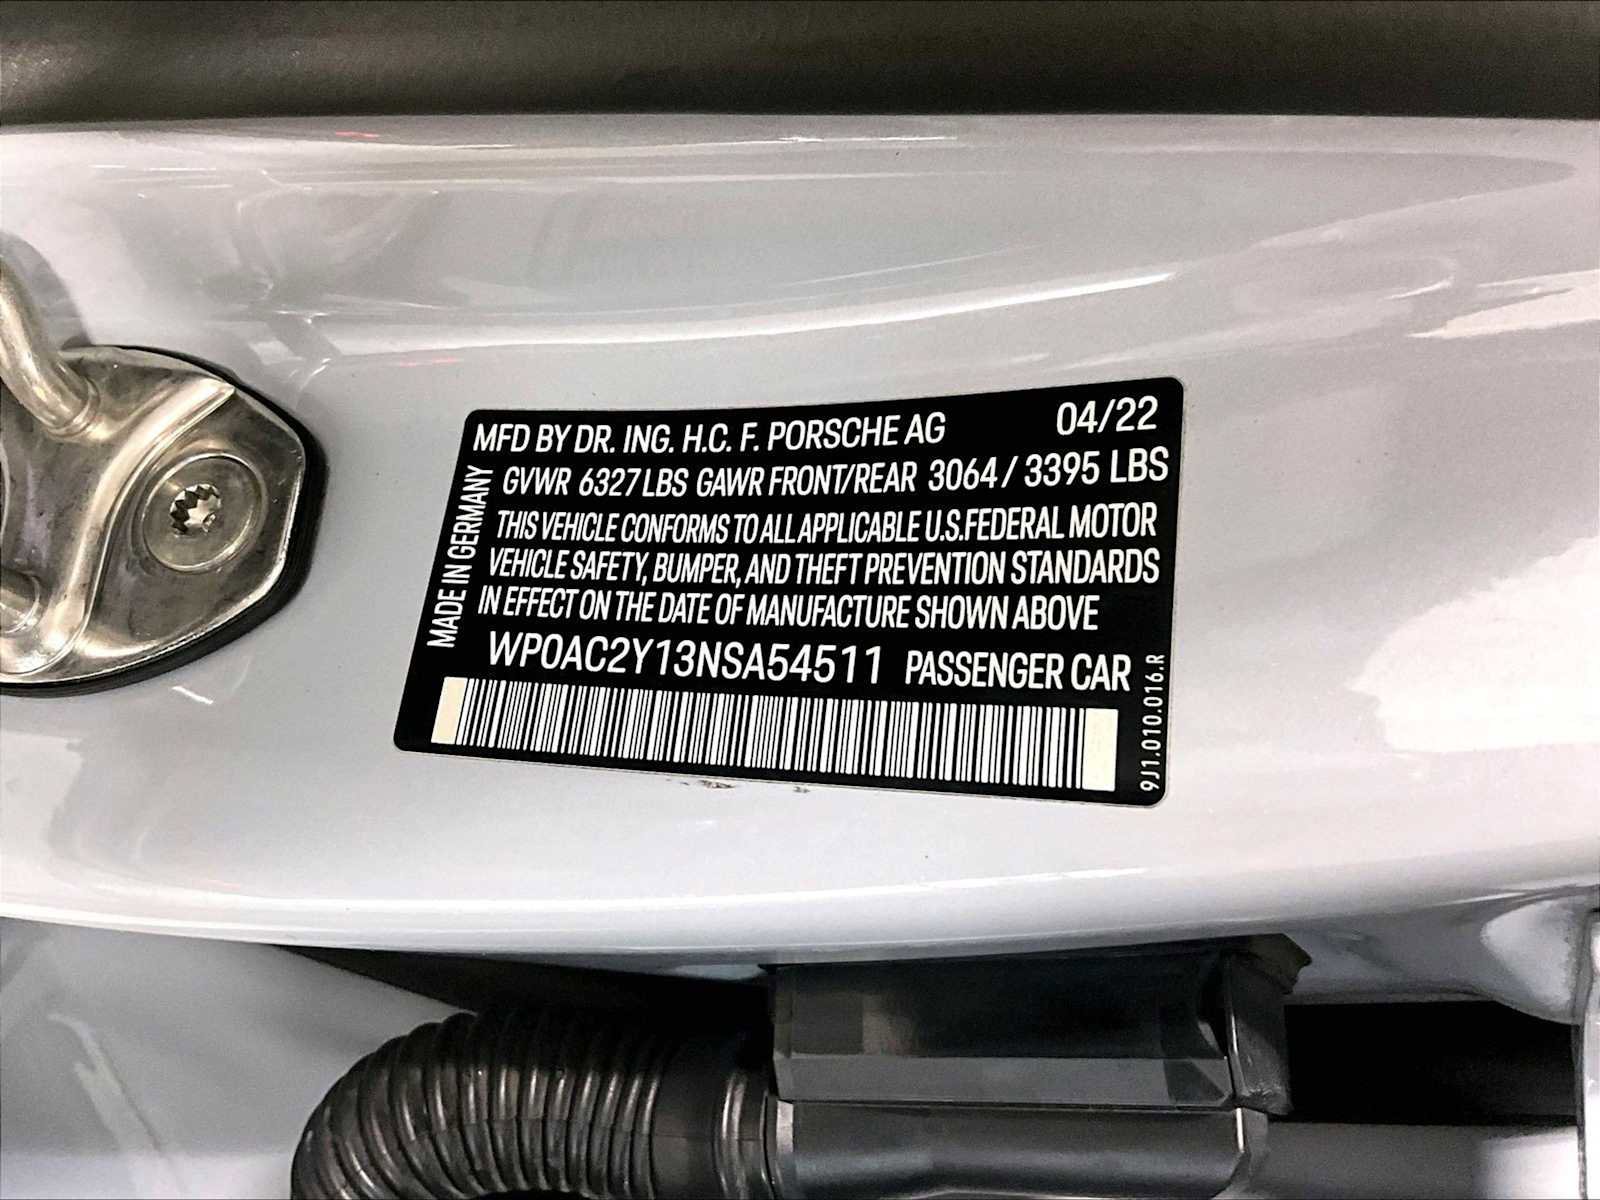 MFD BY DR. ING. H.C. F. PORSCHE AG 04/22
GVWR 6327 LBS GAWR FRONT/REAR 3064 / 3395 LBS
THIS VEHICLE CONFORMS TO ALL APPLICABLE U.S.FEDERAL MOTOR
VEHICLE SAFETY, BUMPER, AND THEFT PREVENTION STANDARDS
IN EFFECT ON THE DATE OF MANUFACTURE SHOWN ABOVE
MADE IN GERMANY
WP0AC2Y13NSA54511 PASSENGER CAR
9J1.010.016.R